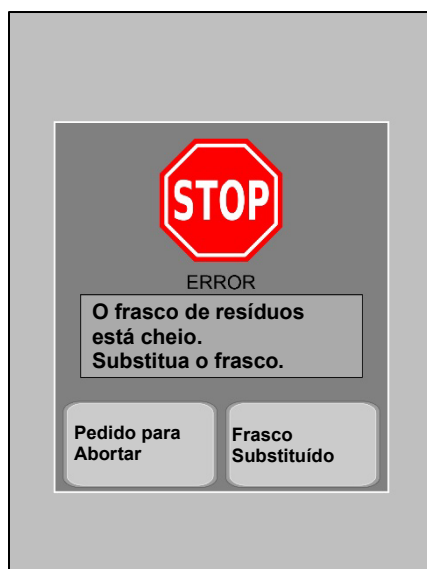 STOP
ERROR
O frasco de resíduos
está cheio.
Substitua o frasco.
Pedido para
Abortar
Frasco
Substituído